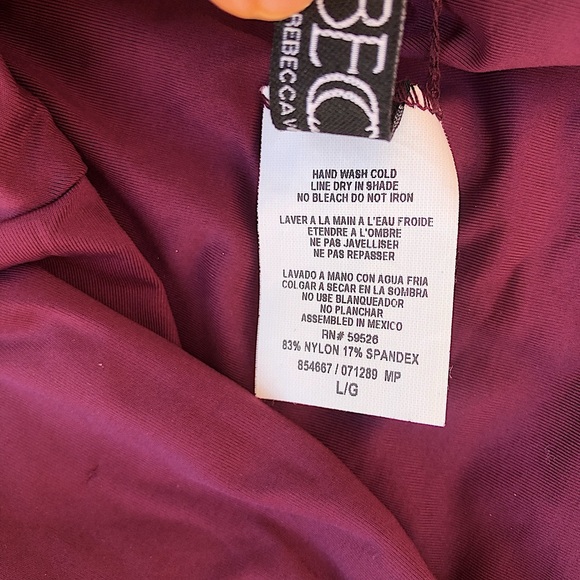 BECC
REBECCA
HAND WASH COLD
LINE DRY IN SHADE
NO BLEACH DO NOT IRON
LAVER A LA MAIN A L'EAU FROIDE
ETENDRE A L'OMBRE
NE PAS JAVELLISER
NE PAS REPASSER
LAVADO A MANO CON AGUA FRIA
COLGAR A SECAR EN LA SOMBRA
NO USE BLANQUEADOR
NO PLANCHAR
ASSEMBLED IN MEXICO
RN# 59526
83% NYLON 17% SPANDEX
854667 / 071289 MP
L/G